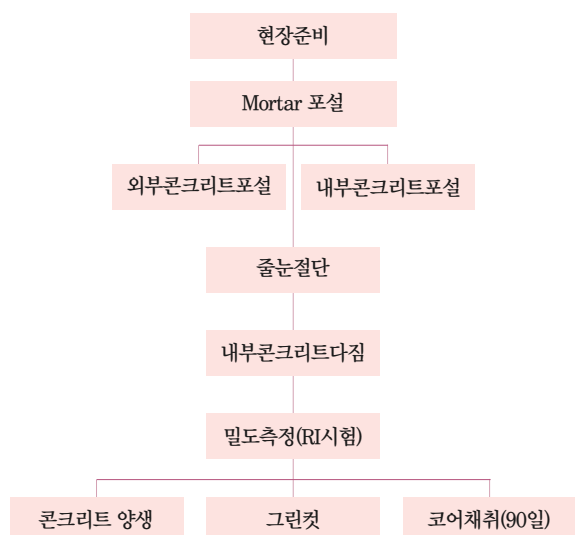 현장준비
Mortar 포설
외부콘크리트포설
내부콘크리트포설
줄눈절단
내부콘크리트다짐
밀도측정(RI시험)
콘크리트 양생
그린컷
코어채취(90일)